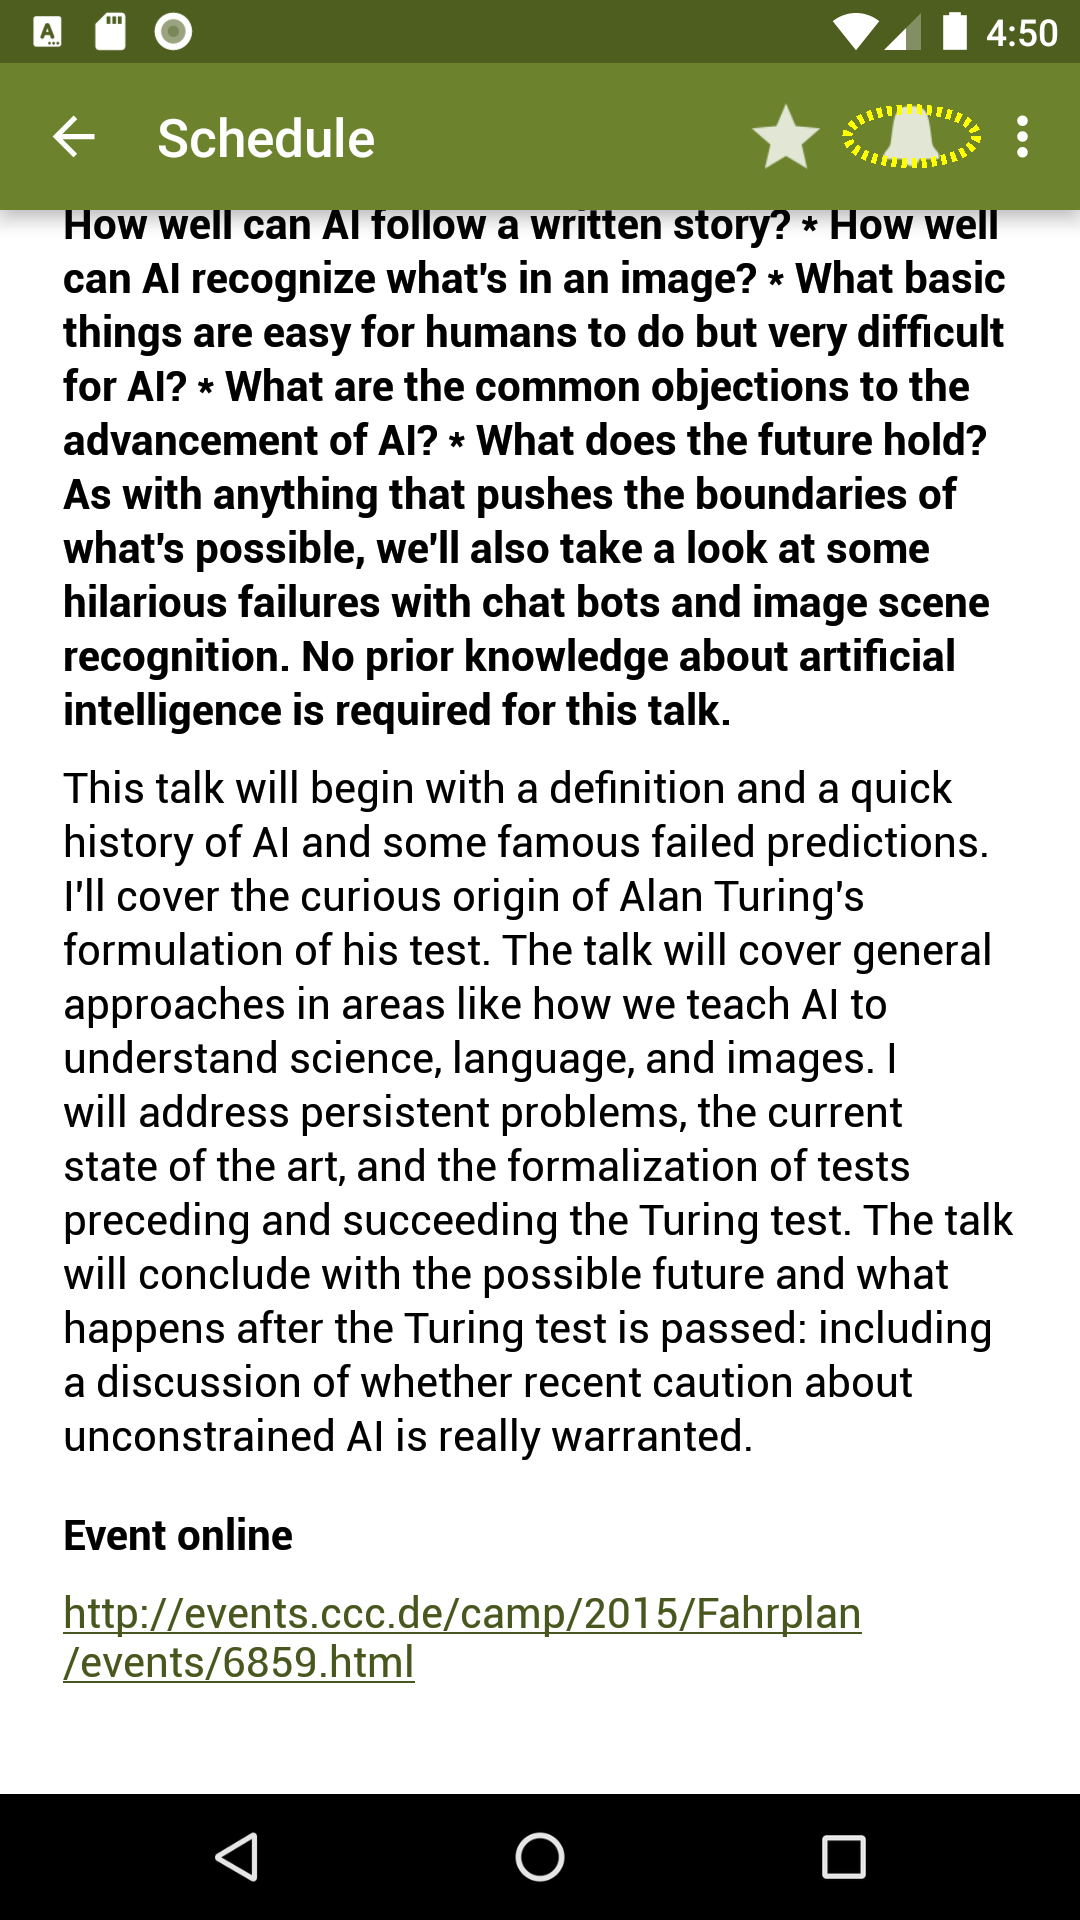 4:50
Schedule
How well can AI follow a written story? * How well
can AI recognize what's in an image? * What basic
things are easy for humans to do but very difficult
for AI? * What are the common objections to the
advancement of AI? * What does the future hold?
As with anything that pushes the boundaries of
what's possible, we'll also take a look at some
hilarious failures with chat bots and image scene
recognition. No prior knowledge about artificial
intelligence is required for this talk.
This talk will begin with a definition and a quick
history of AI and some famous failed predictions.
I'll cover the curious origin of Alan Turing's
formulation of his test. The talk will cover general
approaches in areas like how we teach AI to
understand science, language, and images. I
will address persistent problems, the current
state of the art, and the formalization of tests
preceding and succeeding the Turing test. The talk
will conclude with the possible future and what
happens after the Turing test is passed: including
a discussion of whether recent caution about
unconstrained AI is really warranted.
Event online
http://events.ccc.de/camp/2015/Fahrplan
/events/6859.html